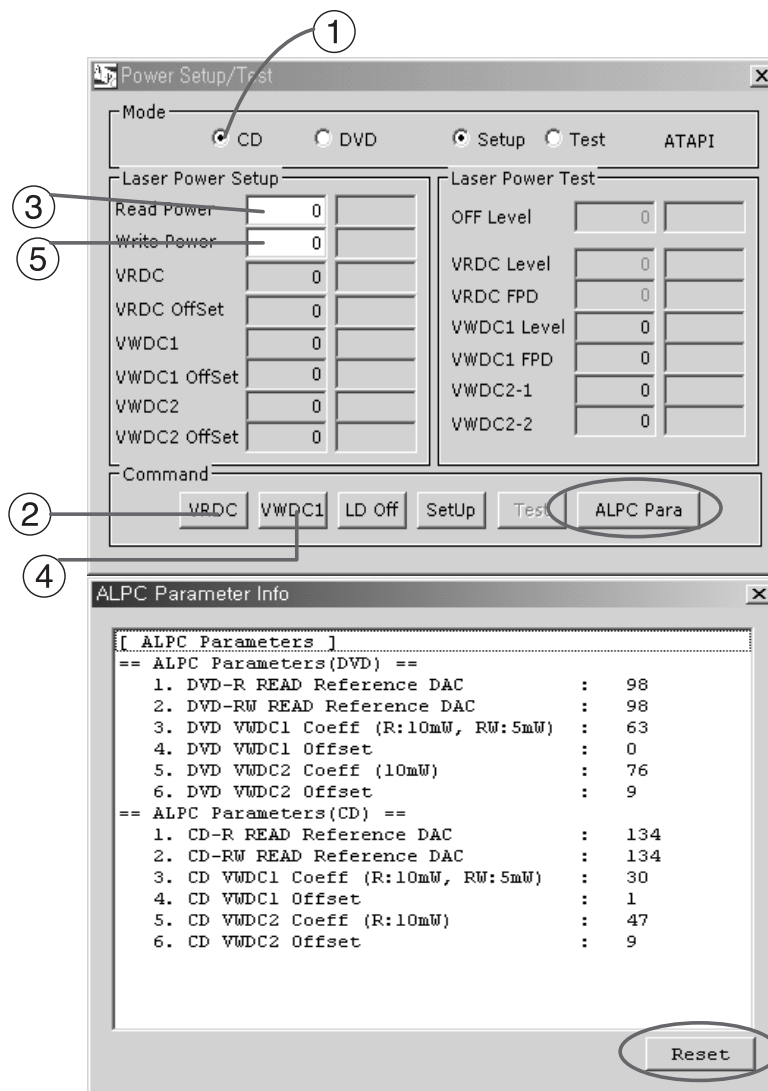 ①
Power Setup/Test
Mode
CD DVD Setup Test ATAPI
Laser Power Setup
③ Read Power 0
⑤ Write Power 0
VRDC 0
VRDC OffSet 0
VWDC1 0
VWDC1 OffSet 0
VWDC2 0
VWDC2 OffSet 0
Laser Power Test
OFF Level 0
VRDC Level 0
VRDC FPD 0
VWDC1 Level 0
VWDC1 FPD 0
VWDC2-1 0
VWDC2-2 0
Command
② VRDC VWDC1 LD Off SetUp Test ALPC Para
④
ALPC Parameter Info
[ ALPC Parameters ]
== ALPC Parameters(DVD) ==
1. DVD-R READ Reference DAC : 98
2. DVD-RW READ Reference DAC : 98
3. DVD VWDC1 Coeff (R:10mW, RW:5mW) : 63
4. DVD VWDC1 Offset : 0
5. DVD VWDC2 Coeff (10mW) : 76
6. DVD VWDC2 Offset : 9
== ALPC Parameters(CD) ==
1. CD-R READ Reference DAC : 134
2. CD-RW READ Reference DAC : 134
3. CD VWDC1 Coeff (R:10mW, RW:5mW) : 30
4. CD VWDC1 Offset : 1
5. CD VWDC2 Coeff (R:10mW) : 47
6. CD VWDC2 Offset : 9
Reset